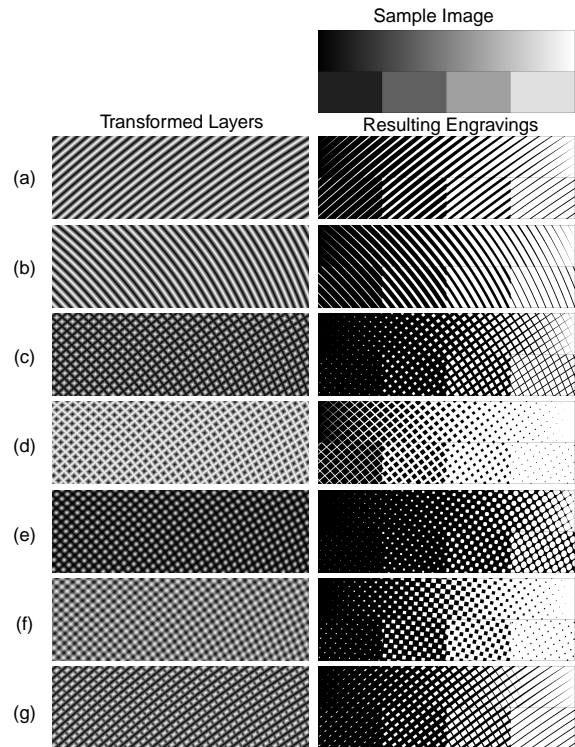 Sample Image
Transformed Layers
Resulting Engravings
(a)
(b)
(c)
(d)
(e)
(f)
(g)